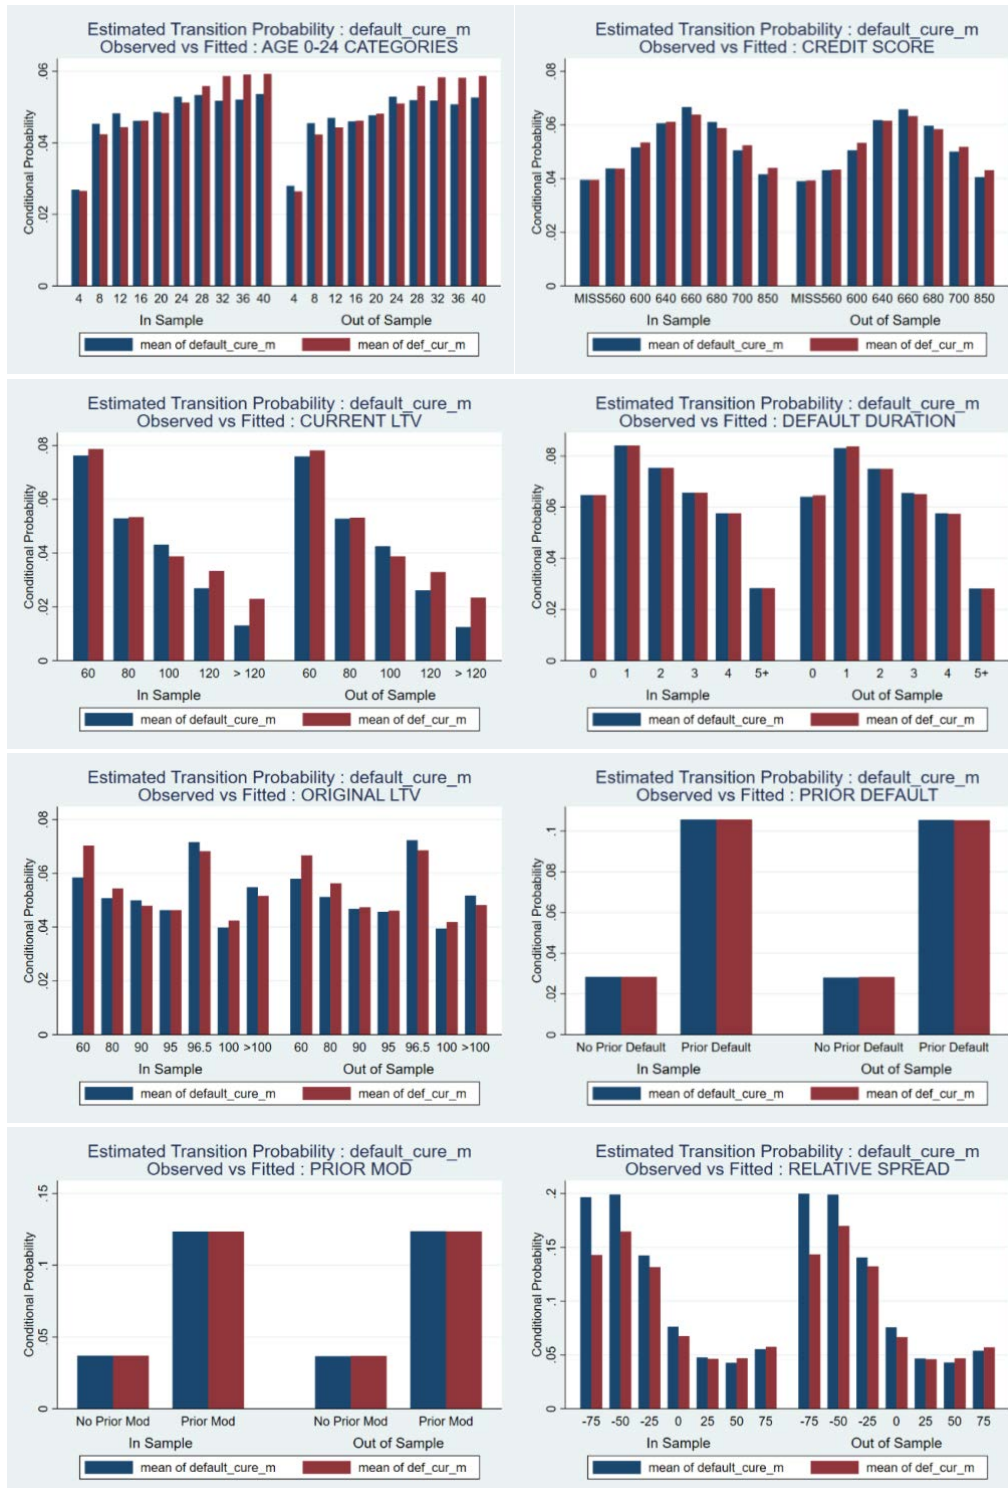 Estimated Transition Probability : default_cure_m
Observed vs Fitted : AGE 0-24 CATEGORIES
Conditional Probability
0 .02 .04 .06
4 8 12 16 20 24 28 32 36 40 4 8 12 16 20 24 28 32 36 40
In Sample Out of Sample
mean of default_cure_m mean of def_cur_m
Estimated Transition Probability : default_cure_m
Observed vs Fitted : CREDIT SCORE
Conditional Probability
0 .02 .04 .06 .08
MISS560 600 640 660 680 700 850 MISS560 600 640 660 680 700 850
In Sample Out of Sample
mean of default_cure_m mean of def_cur_m
Estimated Transition Probability : default_cure_m
Observed vs Fitted : CURRENT LTV
Conditional Probability
0 .02 .04 .06 .08
60 80 100 120 > 120 60 80 100 120 > 120
In Sample Out of Sample
mean of default_cure_m mean of def_cur_m
Estimated Transition Probability : default_cure_m
Observed vs Fitted : DEFAULT DURATION
Conditional Probability
0 .02 .04 .06 .08
0 1 2 3 4 5+ 0 1 2 3 4 5+
In Sample Out of Sample
mean of default_cure_m mean of def_cur_m
Estimated Transition Probability : default_cure_m
Observed vs Fitted : ORIGINAL LTV
Conditional Probability
0 .02 .04 .06 .08
60 80 90 95 96.5 100 >100 60 80 90 95 96.5 100 >100
In Sample Out of Sample
mean of default_cure_m mean of def_cur_m
Estimated Transition Probability : default_cure_m
Observed vs Fitted : PRIOR DEFAULT
Conditional Probability
0 .02 .04 .06 .08 .1
No Prior Default Prior Default No Prior Default Prior Default
In Sample Out of Sample
mean of default_cure_m mean of def_cur_m
Estimated Transition Probability : default_cure_m
Observed vs Fitted : PRIOR MOD
Conditional Probability
0 .05 .1 .15
No Prior Mod Prior Mod No Prior Mod Prior Mod
In Sample Out of Sample
mean of default_cure_m mean of def_cur_m
Estimated Transition Probability : default_cure_m
Observed vs Fitted : RELATIVE SPREAD
Conditional Probability
0 .05 .1 .15 .2
-75 -50 -25 0 25 50 75 -75 -50 -25 0 25 50 75
In Sample Out of Sample
mean of default_cure_m mean of def_cur_m